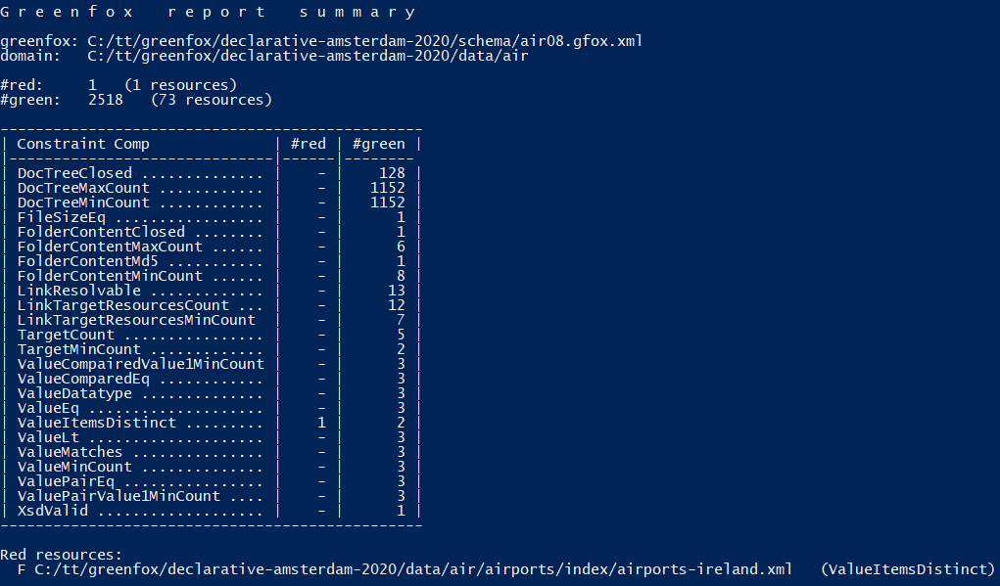 G r e e n f o x   r e p o r t   s u m m a r y
greenfox: C:/tt/greenfox/declarative-amsterdam-2020/schema/air08.gfox.xml
domain:   C:/tt/greenfox/declarative-amsterdam-2020/data/air
#red:     1   (1 resources)
#green:   2518   (73 resources)
------------------------------------------------
| Constraint Comp              | #red | #green |
|------------------------------|------|--------
| DocTreeClosed .............. |    - |    128 |
| DocTreeMaxCount ............ |    - |   1152 |
| DocTreeMinCount ............ |    - |   1152 |
| FileSizeEq ................. |    - |      1 |
| FolderContentClosed ........ |    - |      1 |
| FolderContentMaxCount ...... |    - |      6 |
| FolderContentMd5 ........... |    - |      1 |
| FolderContentMinCount ...... |    - |      8 |
| LinkResolvable ............. |    - |     13 |
| LinkTargetResourcesCount ... |    - |     12 |
| LinkTargetResourcesMinCount  |    - |      7 |
| TargetCount ................ |    - |      5 |
| TargetMinCount ............. |    - |      2 |
| ValueCompairedValue1MinCount |    - |      3 |
| ValueComparedEq ............ |    - |      3 |
| ValueDatatype .............. |    - |      3 |
| ValueEq .................... |    - |      3 |
| ValueItemsDistinct ......... |    1 |      2 |
| ValueLt .................... |    - |      3 |
| ValueMatches ............... |    - |      3 |
| ValueMinCount .............. |    - |      3 |
| ValuePairEq ................ |    - |      3 |
| ValuePairValue1MinCount .... |    - |      3 |
| XsdValid ................... |    - |      1 |
------------------------------------------------
Red resources:
  F C:/tt/greenfox/declarative-amsterdam-2020/data/air/airports/index/airports-ireland.xml   (ValueItemsDistinct)